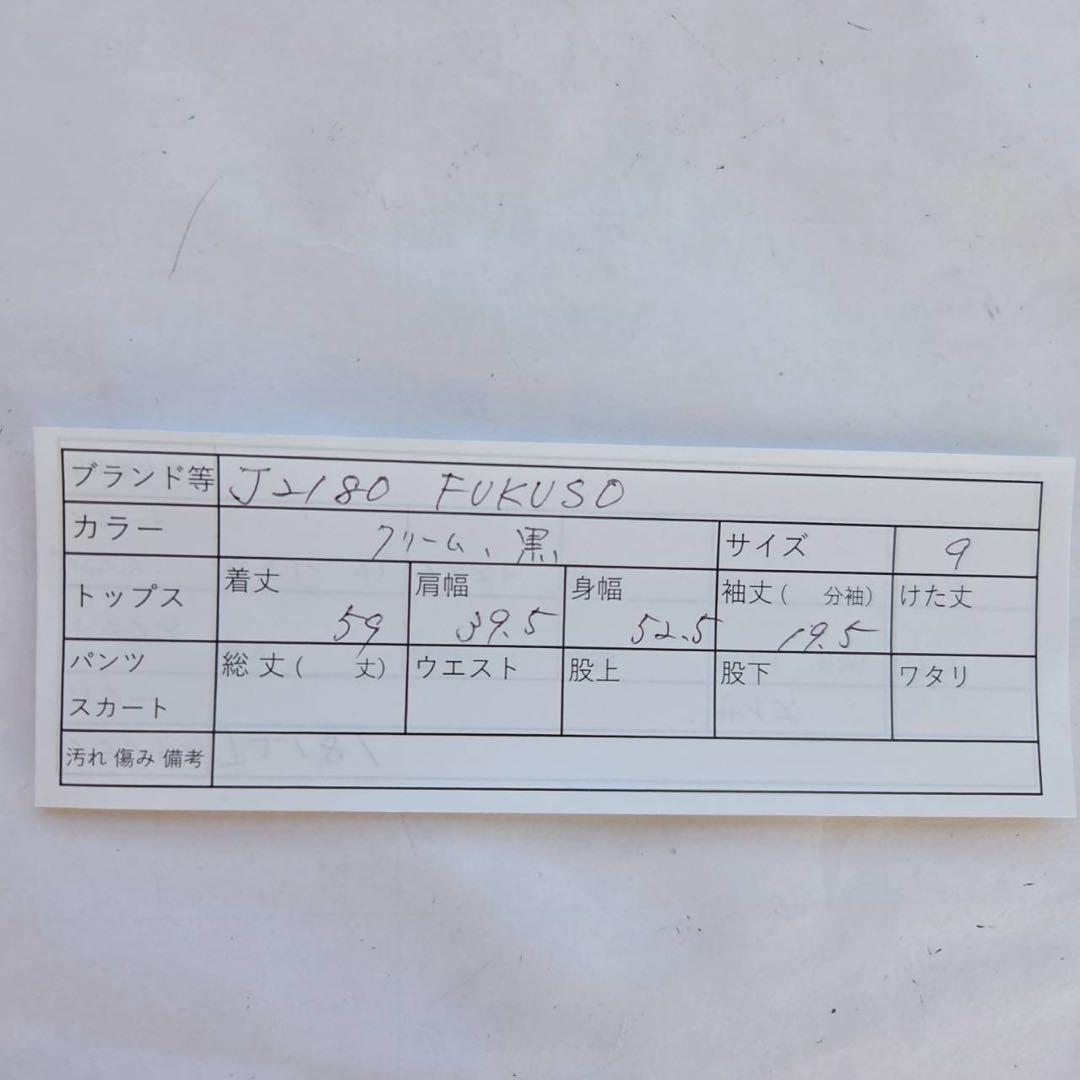 ブランド等 J2180 FUKUSO
カラー クリーム、黒、 サイズ 9
トップス 着丈 59 肩幅 39.5 身幅 52.5 袖丈( 分袖) 19.5 けた丈
パンツ 総丈( 丈) ウエスト 股上 股下 ワタリ
スカート
汚れ 傷み 備考